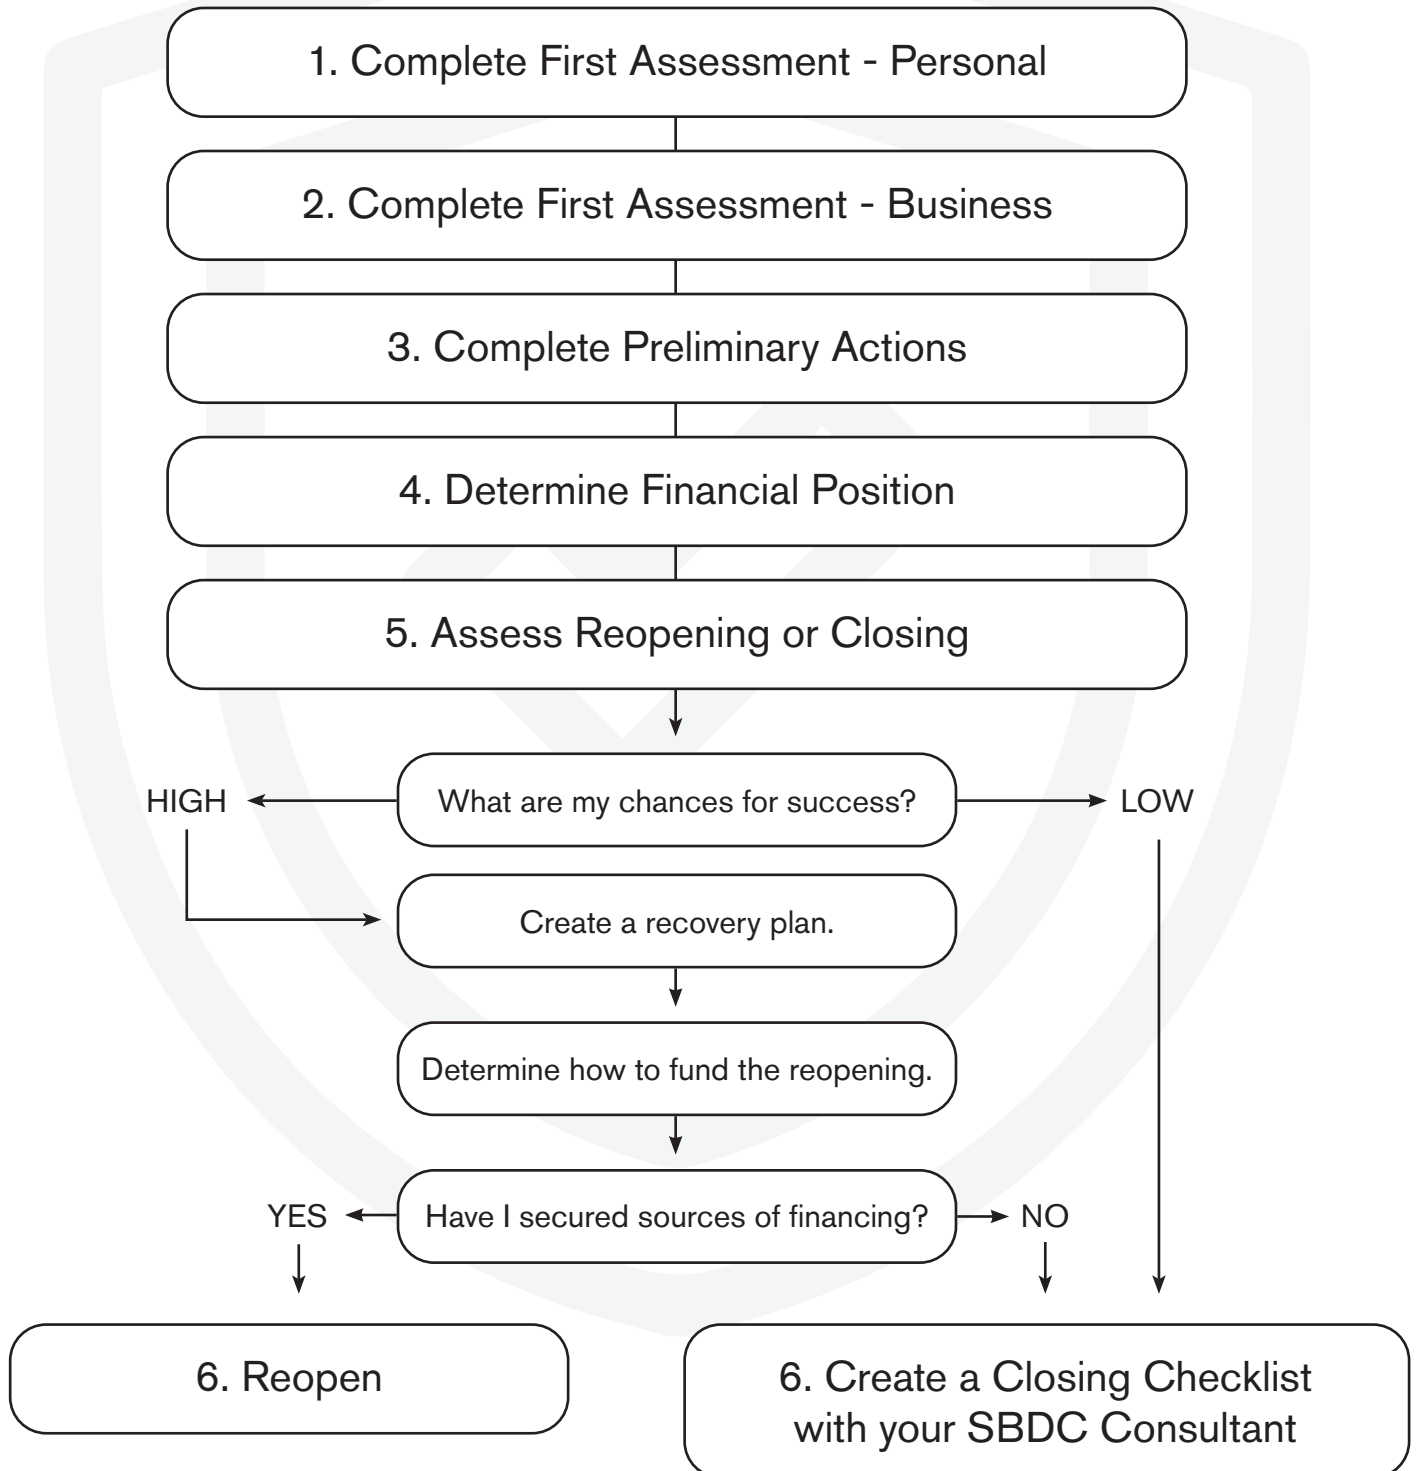 1. Complete First Assessment - Personal
2. Complete First Assessment - Business
3. Complete Preliminary Actions
4. Determine Financial Position
5. Assess Reopening or Closing
HIGH
What are my chances for success?
LOW
Create a recovery plan.
Determine how to fund the reopening.
YES
Have I secured sources of financing?
NO
6. Reopen
6. Create a Closing Checklist
with your SBDC Consultant